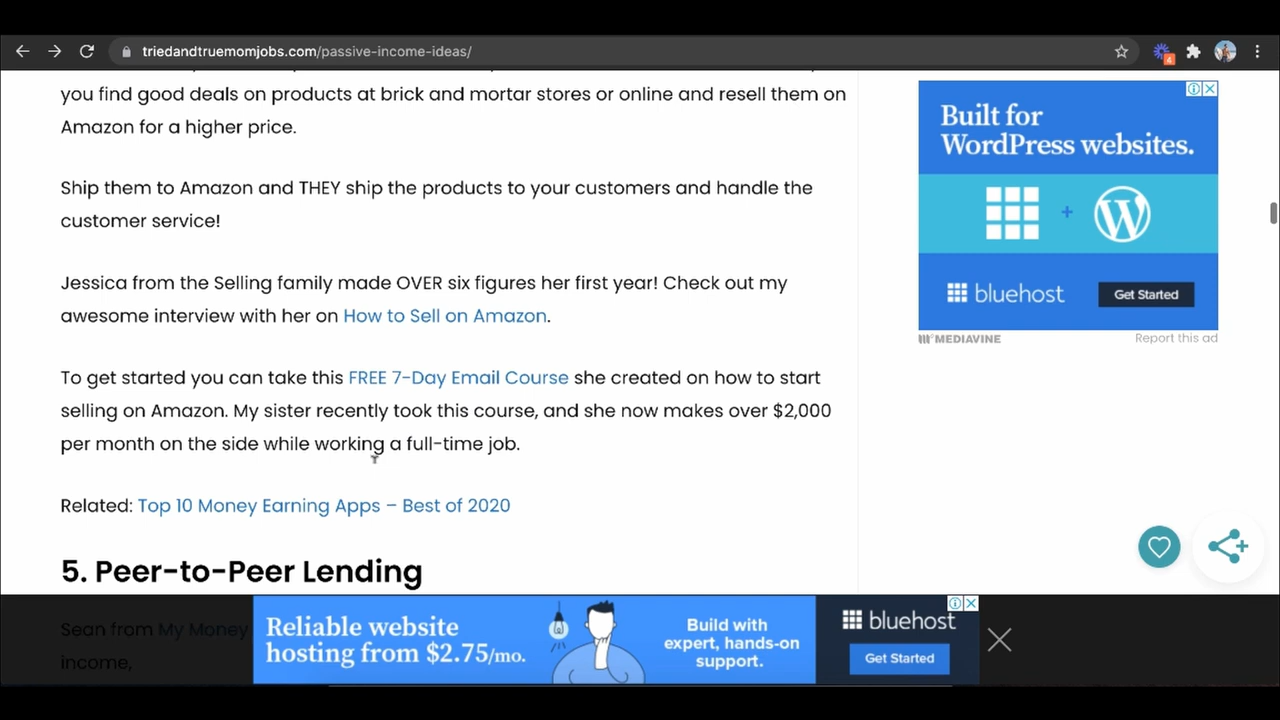 triedandtruemomjobs.com/passive-income-ideas/
4
you find good deals on products at brick and mortar stores or online and resell them on
Amazon for a higher price.
Ship them to Amazon and THEY ship the products to your customers and handle the
customer service!
Jessica from the Selling family made OVER six figures her first year! Check out my
awesome interview with her on How to Sell on Amazon.
To get started you can take this FREE 7-Day Email Course she created on how to start
selling on Amazon. My sister recently took this course, and she now makes over $2,000
per month on the side while working a full-time job.
Related: Top 10 Money Earning Apps – Best of 2020
5. Peer-to-Peer Lending
Sean from My Money
income,
Built for
WordPress websites.
+
bluehost
Get Started
MEDIAVINE
Report this ad
Reliable website
hosting from $2.75/mo.
Build with
expert, hands-on
support.
bluehost
Get Started